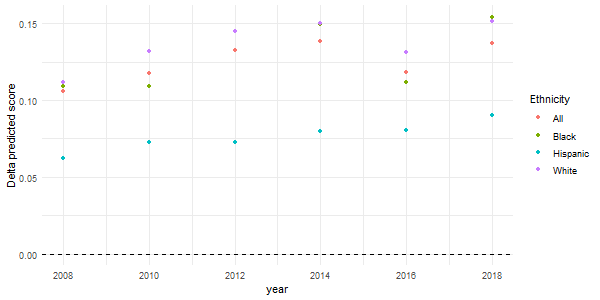 0.15
0.10
0.05
0.00
Delta predicted score
2008 2010 2012 2014 2016 2018
year
Ethnicity
All
Black
Hispanic
White